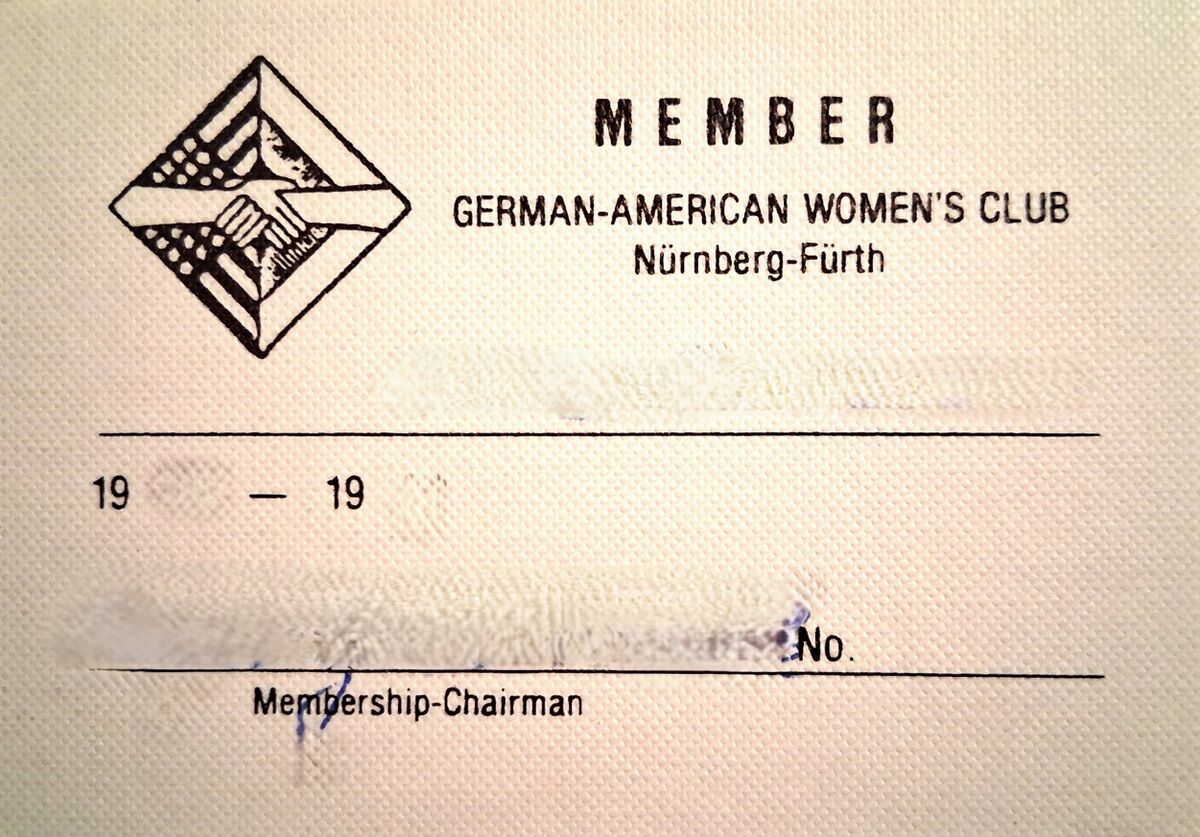 MEMBER
GERMAN-AMERICAN WOMEN'S CLUB
Nürnberg-Fürth
19 — 19
No.
Membership-Chairman